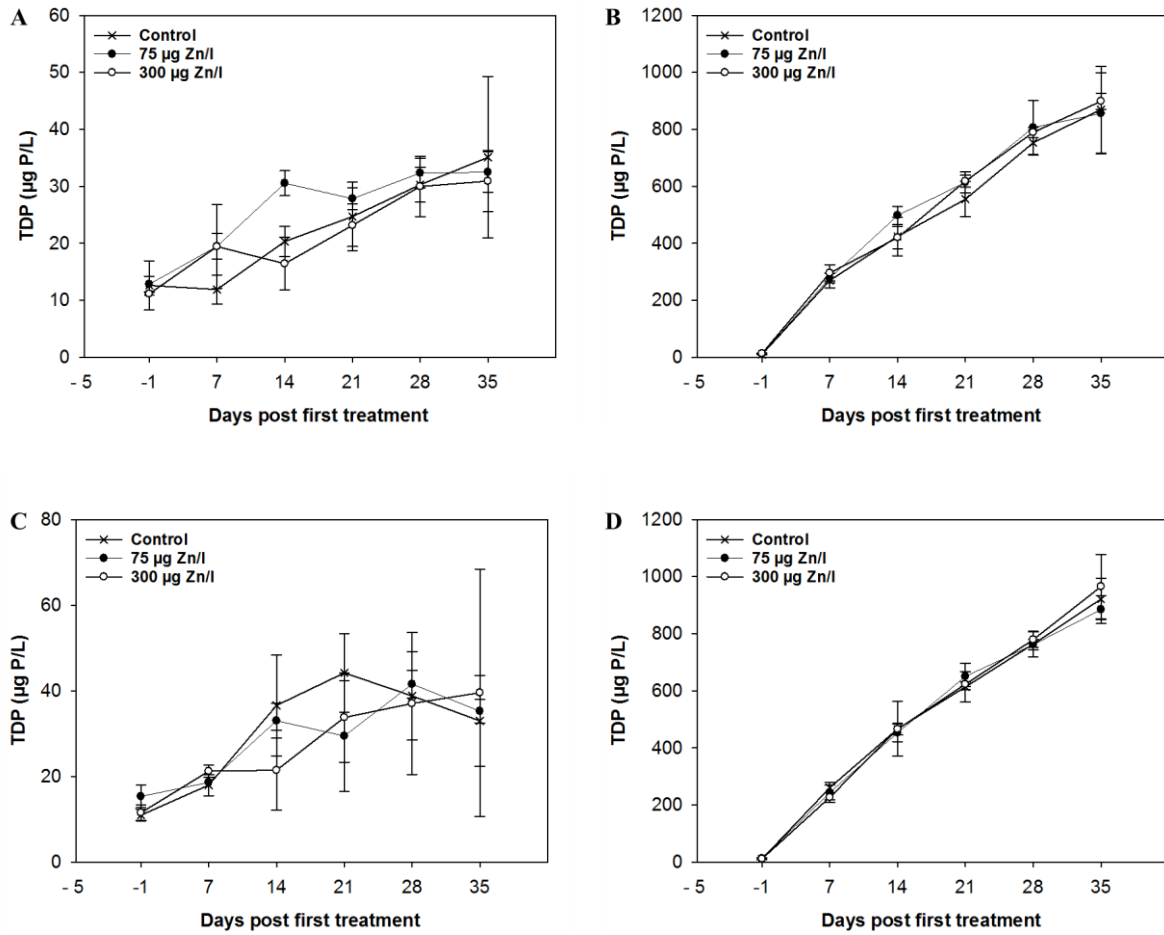 A
60
50
40
30
20
10
0
TDP (µg P/L)
Control
75 µg Zn/l
300 µg Zn/l
- 5 -1 7 14 21 28 35
Days post first treatment
B
1200
1000
800
600
400
200
0
TDP (µg P/L)
Control
75 µg Zn/l
300 µg Zn/l
- 5 -1 7 14 21 28 35
Days post first treatment
C
80
60
40
20
0
TDP (µg P/L)
Control
75 µg Zn/l
300 µg Zn/l
- 5 -1 7 14 21 28 35
Days post first treatment
D
1200
1000
800
600
400
200
0
TDP (µg P/L)
Control
75 µg Zn/l
300 µg Zn/l
- 5 -1 7 14 21 28 35
Days post first treatment